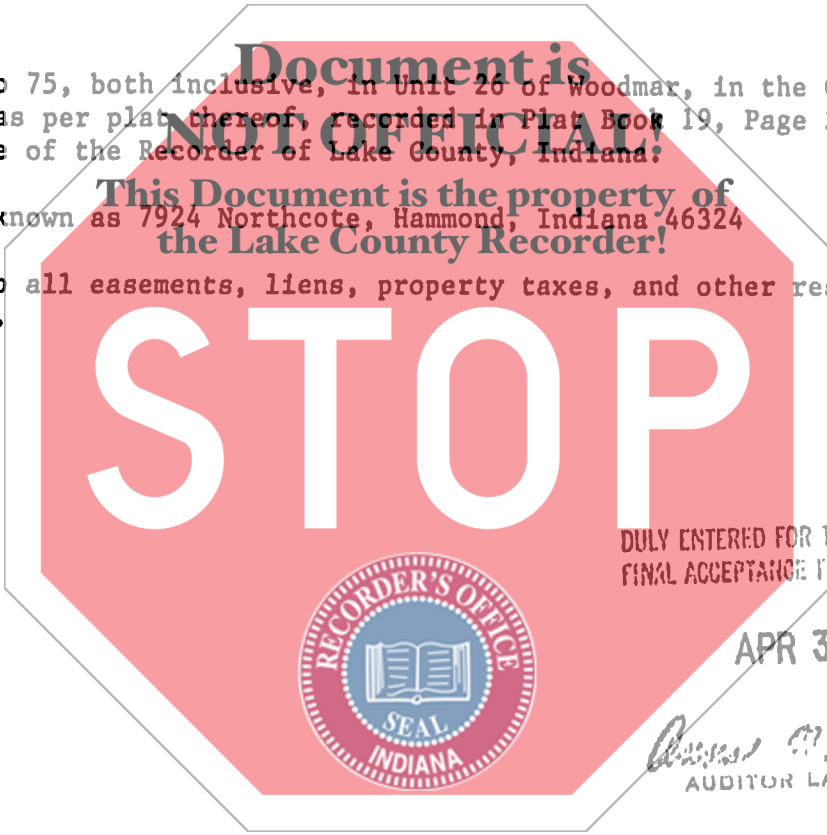 Document is
75, both inclusive, in Unit 26 of Woodmar, in the
as per plat thereof, recorded in Plat Book 19, Page
NOT OFFICIAL!
of the Recorder of Lake County, Indiana.
This Document is the property of
known as 7924 Northcote, Hammond, Indiana 46324
the Lake County Recorder!
all easements, liens, property taxes, and other res
STOP
DULY ENTERED FOR
FINAL ACCEPTANCE
RECORDER'S OFFICE
APR 3
SEAL
INDIANA
AUDITOR LA